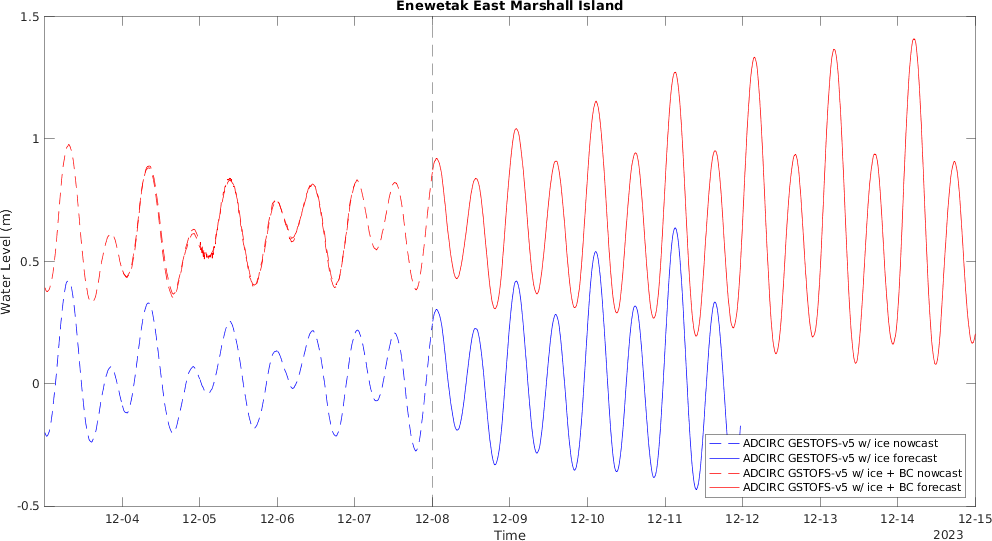 Enewetak East Marshall Island
1.5
1
0.5
0
-0.5
Water Level (m)
12-04 12-05 12-06 12-07 12-08 12-09 12-10 12-11 12-12 12-13 12-14 12-15
Time
2023
ADCIRC GESTOFS-v5 w/ ice nowcast
ADCIRC GESTOFS-v5 w/ ice forecast
ADCIRC GSTOFS-v5 w/ ice + BC nowcast
ADCIRC GSTOFS-v5 w/ ice + BC forecast